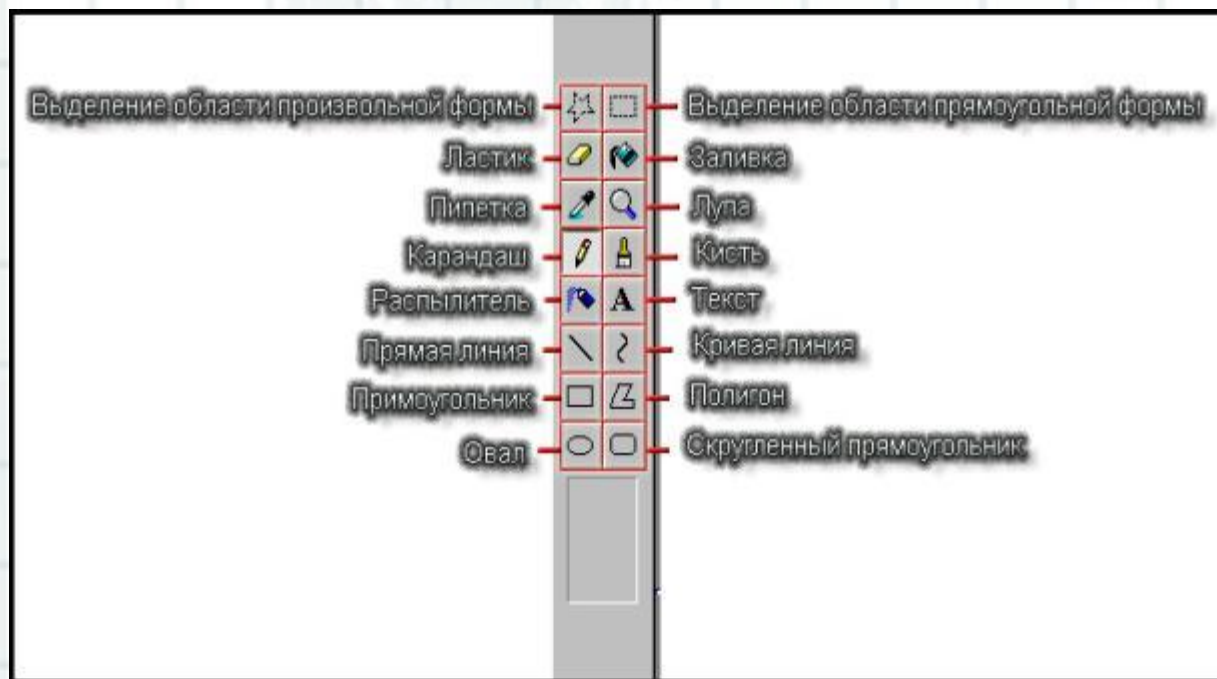 Выделение области произвольной формы Выделение области прямоугольной формы
Ластик Заливка
Пипетка Лупа
Карандаш Кисть
Распылитель Текст
Прямая линия Кривая линия
Примоугольник Полигон
Овал Скругленный прямоугольник